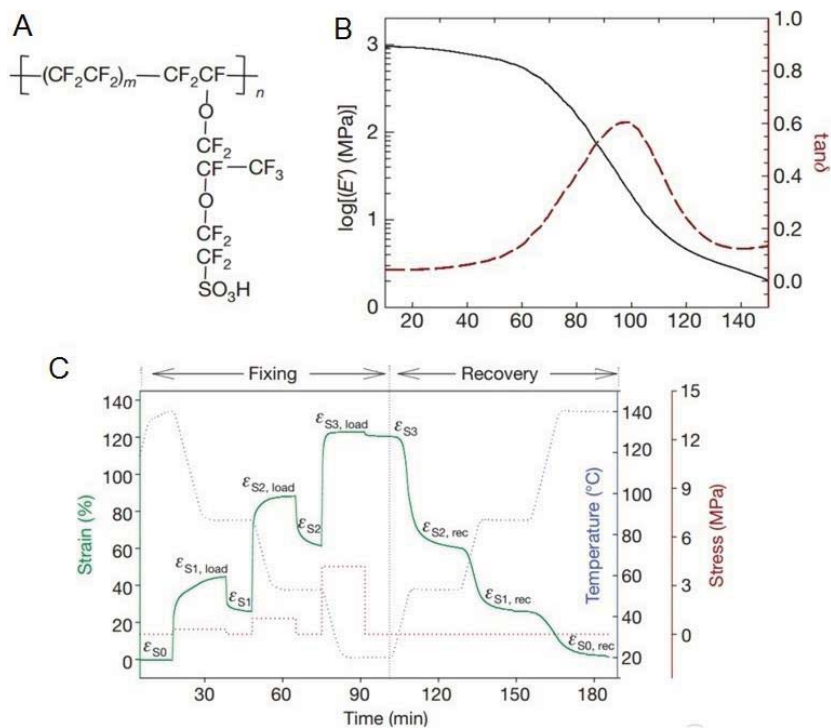 A
[(CF2CF2)m—CF2CF]n
O
CF2
CF—CF3
O
CF2
CF2
SO3H
B
3
2
1
0
log[(E′) (MPa)
1.0
0.8
0.6
0.4
0.2
0.0
tanδ
20 40 60 80 100 120 140
C
Fixing Recovery
140
120
100
80
60
40
20
0
Strain (%)
εS0
εS1, load
εS1
εS2, load
εS2
εS3, load
εS3
εS2, rec
εS1, rec
εS0, rec
140
120
100
80
60
40
20
Temperature (°C)
15
12
9
6
3
0
Stress (MPa)
30 60 90 120 150 180
Time (min)